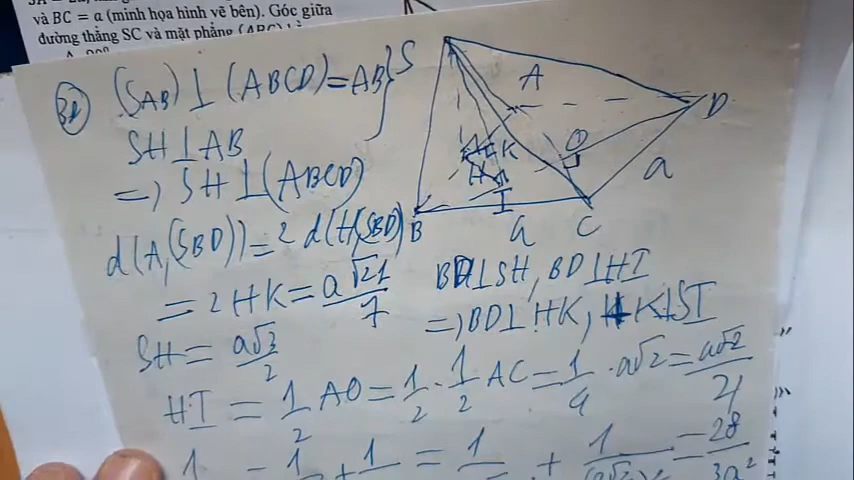 và BC = a (minh họa hình vẽ bên). Góc giữa
đường thẳng SC và mặt phẳng (ABC)
(SAB) ⊥ (ABCD) = AB }
SH ⊥ AB
=> SH ⊥ (ABCD)
d(A,(SBD)) = 2 d(H,(SBD)
= 2HK = a√21/7
SH = a√3/2
HI = 1/2 AO = 1/2 . 1/2 AC = 1/4 . a√2 = a√2/4
= 28/3a²
BD ⊥ SH, BD ⊥ HI
=> BD ⊥ HK, HK ⊥ SI
S
A
D
O
K
H
I
B
a
C
a